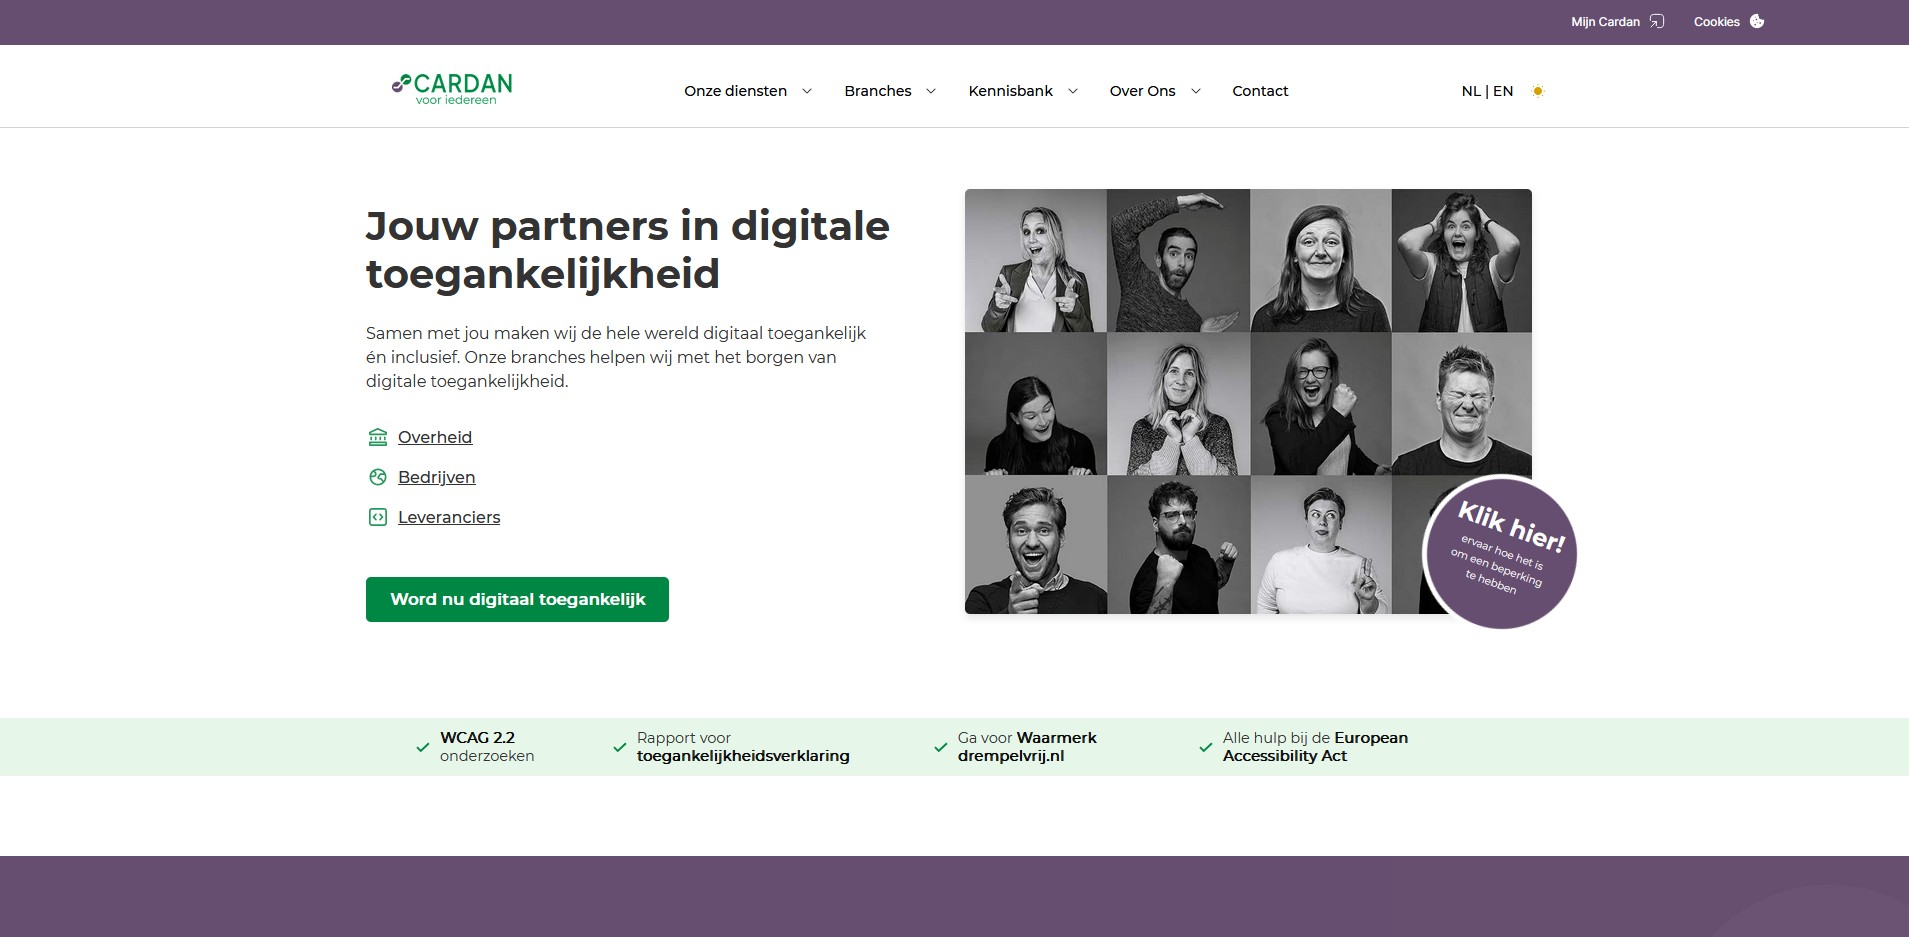 Mijn Cardan
Cookies
CARDAN
voor iedereen
Onze diensten
Branches
Kennisbank
Over Ons
Contact
NL | EN
Jouw partners in digitale
toegankelijkheid
Samen met jou maken wij de hele wereld digitaal toegankelijk
én inclusief. Onze branches helpen wij met het borgen van
digitale toegankelijkheid.
Overheid
Bedrijven
Leveranciers
Word nu digitaal toegankelijk
Klik hier!
ervaar hoe het is
om een beperking
te hebben
WCAG 2.2
onderzoeken
Rapport voor
toegankelijkheidsverklaring
Ga voor Waarmerk
drempelvrij.nl
Alle hulp bij de European
Accessibility Act